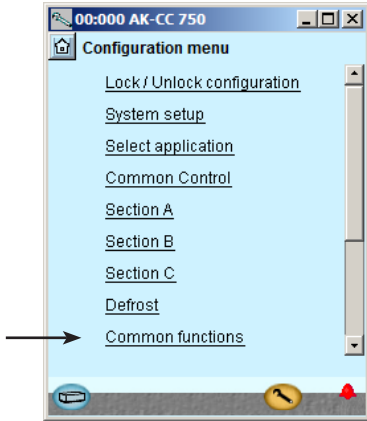 00:000 AK-CC 750
Configuration menu
Lock / Unlock configuration
System setup
Select application
Common Control
Section A
Section B
Section C
Defrost
Common functions